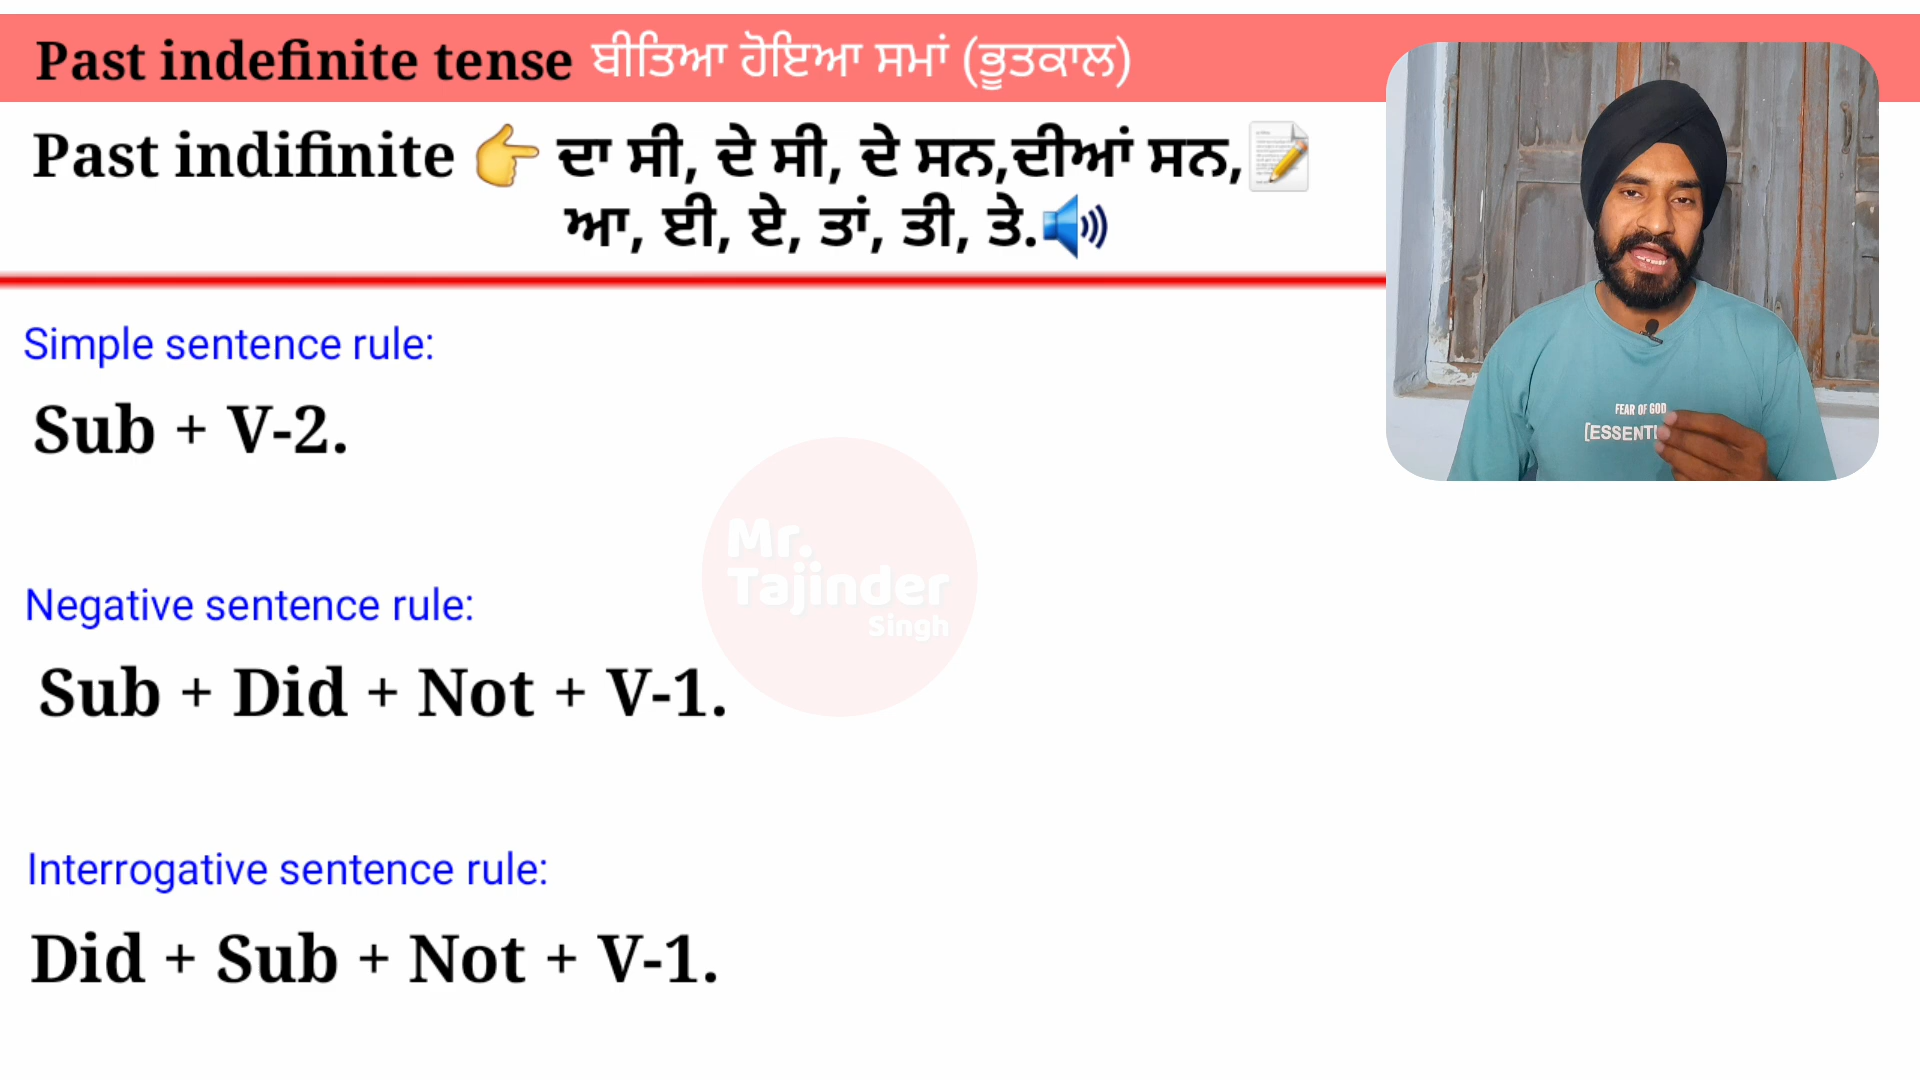 Past indefinite tense ਬੀਤਿਆ ਹੋਇਆ ਸਮਾਂ (ਭੂਤਕਾਲ)
Past indifinite 👉 ਦਾ ਸੀ, ਦੇ ਸੀ, ਦੇ ਸਨ,ਦੀਆਂ ਸਨ,📝
ਆ, ਈ, ਏ, ਤਾਂ, ਤੀ, ਤੇ.🔊
Simple sentence rule:
Sub + V-2.
Negative sentence rule:
Sub + Did + Not + V-1.
Interrogative sentence rule:
Did + Sub + Not + V-1.
Mr.
Tajinder
Singh
FEAR OF GOD
[ESSENTI